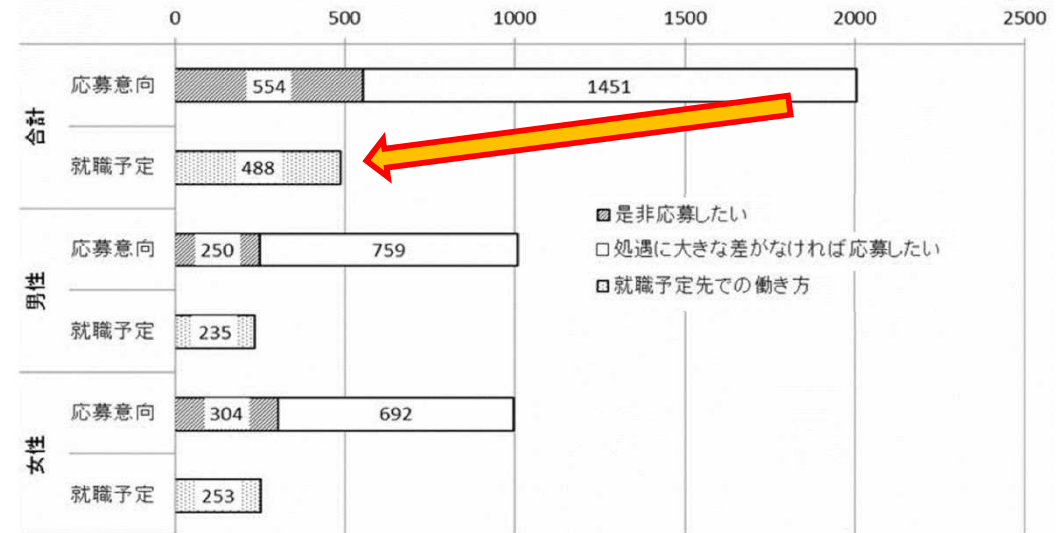 0 500 1000 1500 2000 2500
合計
応募意向 554 1451
就職予定 488
男性
応募意向 250 759
就職予定 235
女性
応募意向 304 692
就職予定 253
是非応募したい
処遇に大きな差がなければ応募したい
就職予定先での働き方